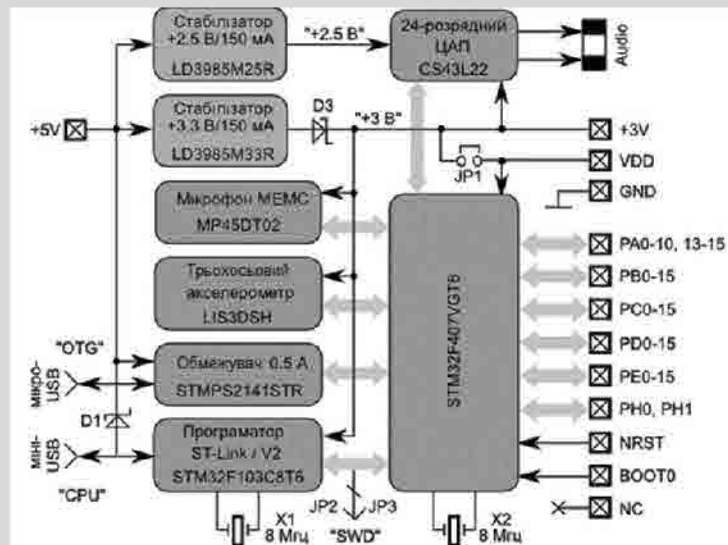 Стабілізатор
+2.5 В/150 мА
LD3985M25R
"+2.5 В"
24-розрядний
ЦАП
CS43L22
Audio
+5V
Стабілізатор
+3.3 В/150 мА
LD3985M33R
D3
"+3 В"
+3V
JP1
VDD
GND
Мікрофон МЕМС
MP45DT02
Трьохосьовий
акселерометр
LIS3DSH
STM32F407VGT6
PA0-10, 13-15
PB0-15
PC0-15
PD0-15
PE0-15
PH0, PH1
NRST
BOOT0
NC
"OTG"
мікро-
USB
Обмежувач 0.5 А
STMPS2141STR
D1
міні-
USB
"CPU"
Програматор
ST-Link / V2
STM32F103C8T6
X1
8 Мгц
JP2
JP3
"SWD"
X2
8 Мгц